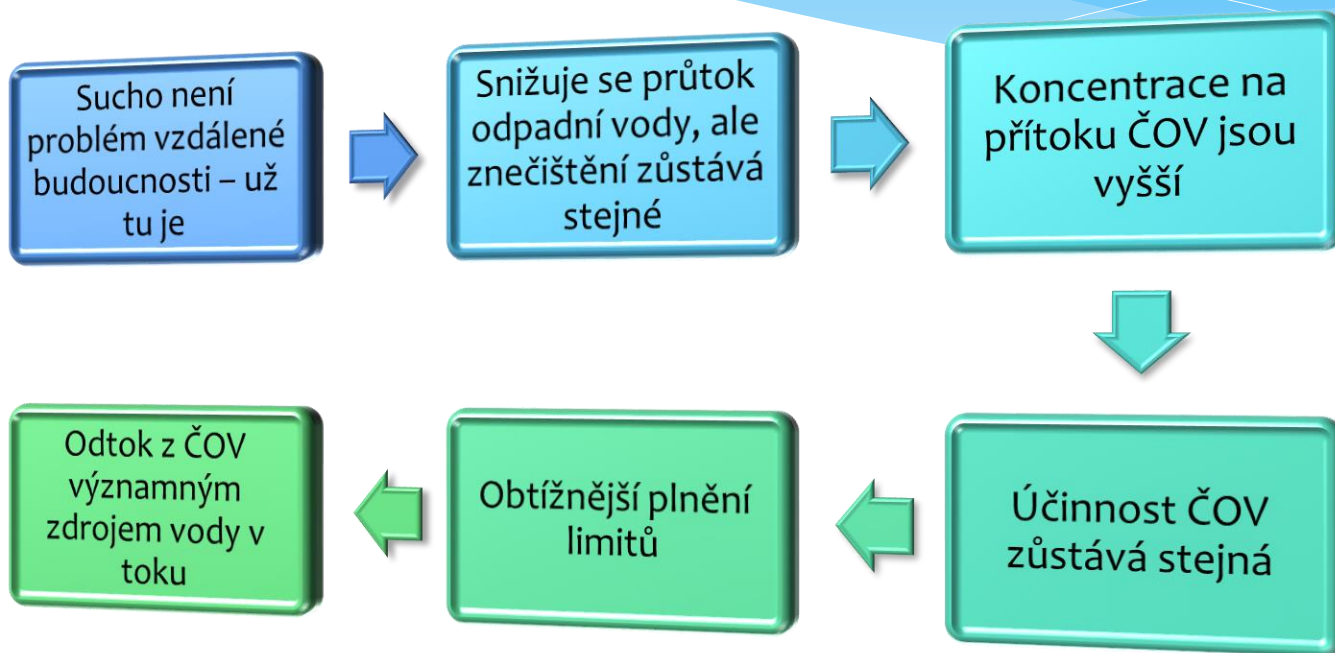 Sucho není
problém vzdálené
budoucnosti – už
tu je
Snižuje se průtok
odpadní vody, ale
znečištění zůstává
stejné
Koncentrace na
přítoku ČOV jsou
vyšší
Účinnost ČOV
zůstává stejná
Obtížnější plnění
limitů
Odtok z ČOV
významným
zdrojem vody v
toku